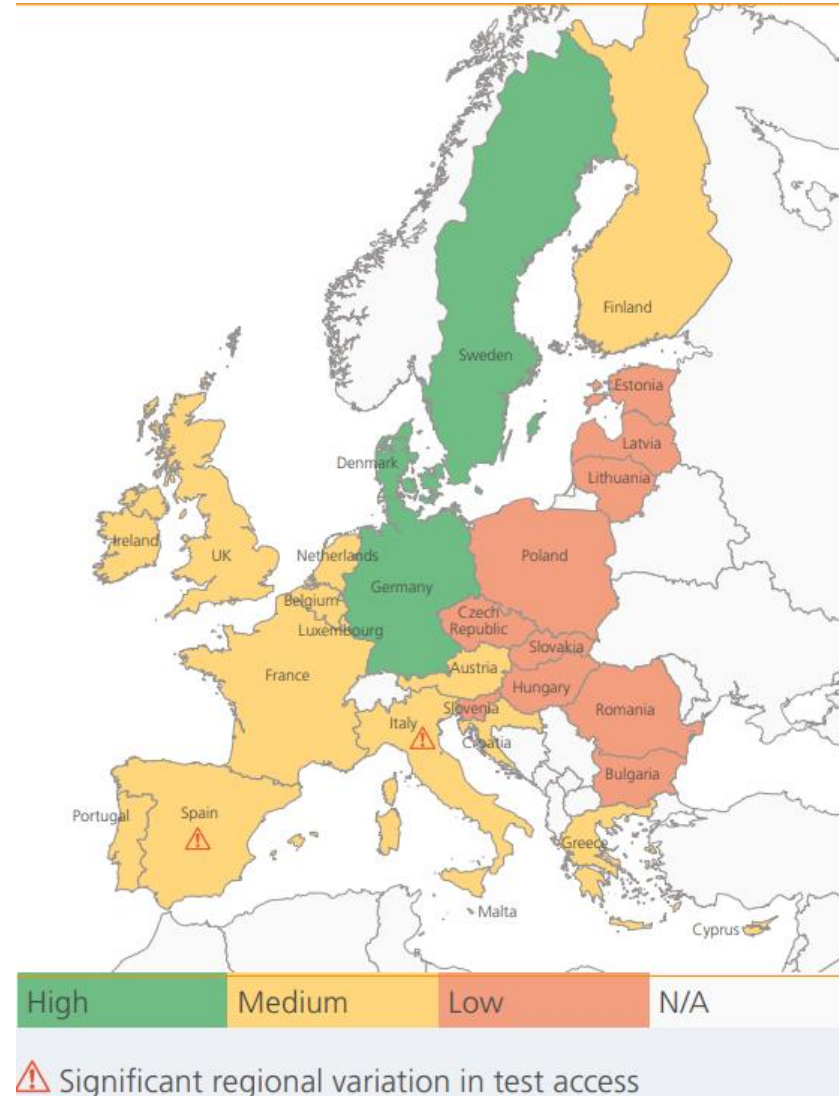 Finland
Sweden
Estonia
Latvia
Denmark
Lithuania
Ireland
UK
Netherlands
Poland
Germany
Belgium
Czech
Republic
Luxembourg
Slovakia
France
Austria
Hungary
Slovenia
Romania
Italy
Croatia
Bulgaria
Portugal
Spain
Greece
Malta
Cyprus
High
Medium
Low
N/A
Significant regional variation in test access